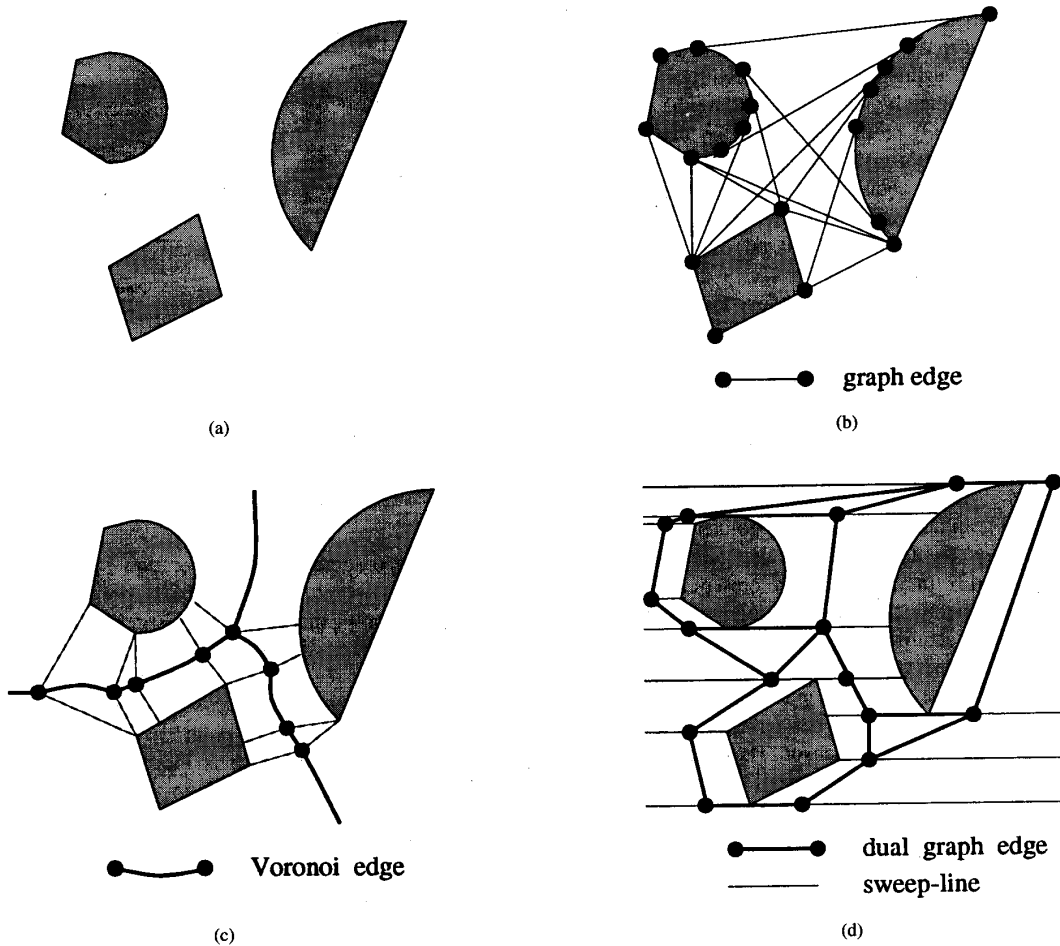 (a)
graph edge
(b)
Voronoi edge
(c)
dual graph edge
sweep-line
(d)